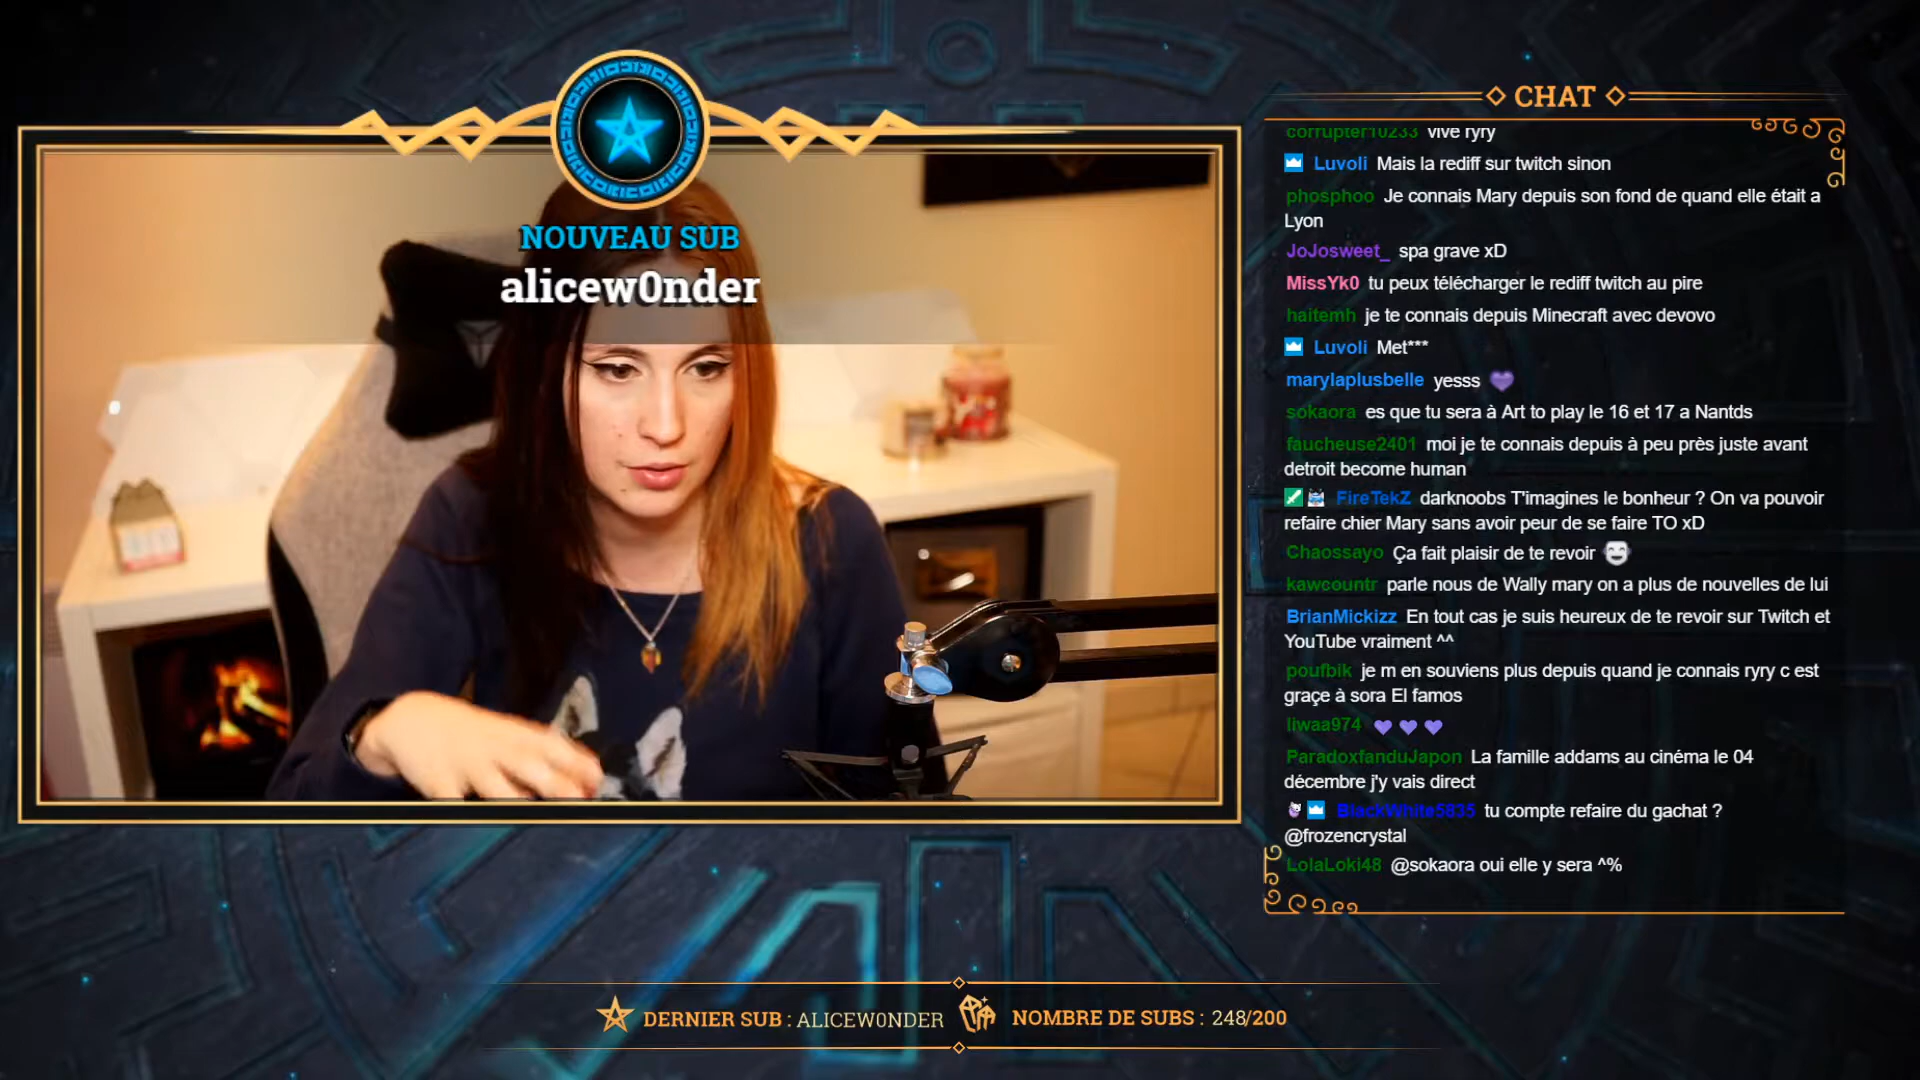 NOUVEAU SUB
alicew0nder
CHAT
corrupter10233 vive ryry
Luvoli Mais la rediff sur twitch sinon
phosphoo Je connais Mary depuis son fond de quand elle était a
Lyon
JoJosweet_ spa grave xD
MissYk0 tu peux télécharger le rediff twitch au pire
haitemh je te connais depuis Minecraft avec devovo
Luvoli Met***
marylaplusbelle yesss
sokaora es que tu sera à Art to play le 16 et 17 a Nantds
faucheuse2401 moi je te connais depuis à peu près juste avant
detroit become human
FireTekZ darknoobs T'imagines le bonheur ? On va pouvoir
refaire chier Mary sans avoir peur de se faire TO xD
Chaossayo Ça fait plaisir de te revoir
kawcountr parle nous de Wally mary on a plus de nouvelles de lui
BrianMickizz En tout cas je suis heureux de te revoir sur Twitch et
YouTube vraiment ^^
poufbik je m en souviens plus depuis quand je connais ryry c est
graçe à sora El famos
liwaa974
ParadoxfanduJapon La famille addams au cinéma le 04
décembre j'y vais direct
BlackWhite5835 tu compte refaire du gachat ?
@frozencrystal
LolaLoki48 @sokaora oui elle y sera ^%
DERNIER SUB : ALICEW0NDER
NOMBRE DE SUBS : 248/200